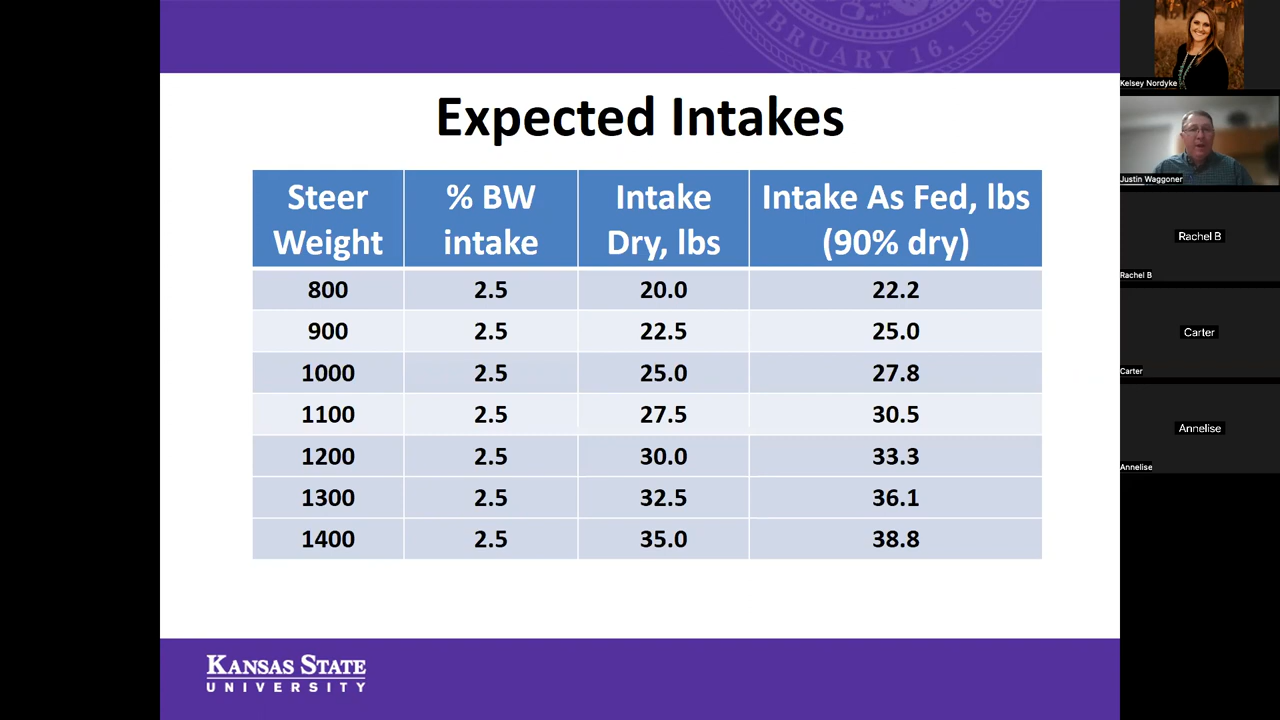 FEBRUARY 16, 186
Expected Intakes
Steer Weight % BW intake Intake Dry, lbs Intake As Fed, lbs (90% dry)
800 2.5 20.0 22.2
900 2.5 22.5 25.0
1000 2.5 25.0 27.8
1100 2.5 27.5 30.5
1200 2.5 30.0 33.3
1300 2.5 32.5 36.1
1400 2.5 35.0 38.8
KANSAS STATE
UNIVERSITY
Kelsey Nordyke
Justin Waggoner
Rachel B
Rachel B
Carter
Carter
Annelise
Annelise